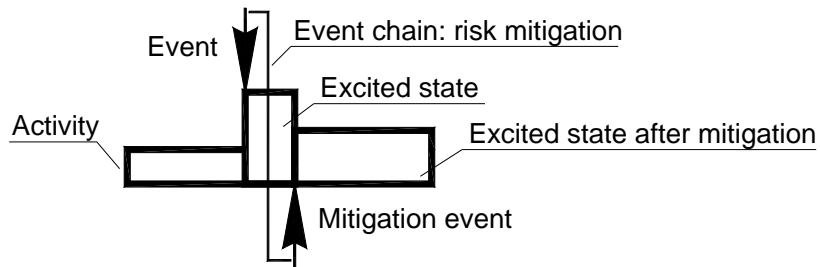 Event
Event chain: risk mitigation
Excited state
Activity
Excited state after mitigation
Mitigation event